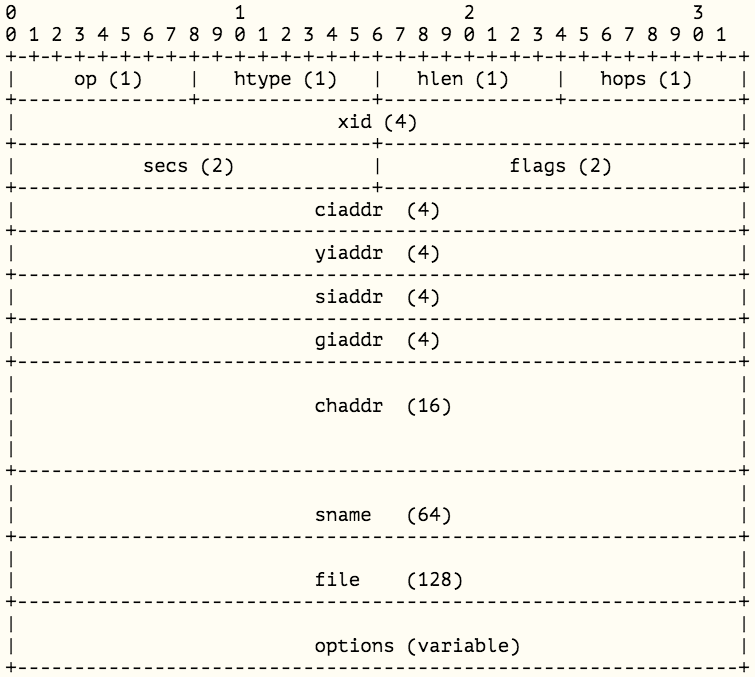 0                   1                   2                   3
0 1 2 3 4 5 6 7 8 9 0 1 2 3 4 5 6 7 8 9 0 1 2 3 4 5 6 7 8 9 0 1
+-+-+-+-+-+-+-+-+-+-+-+-+-+-+-+-+-+-+-+-+-+-+-+-+-+-+-+-+-+-+-+-+
|     op (1)    |   htype (1)   |   hlen (1)    |   hops (1)    |
+---------------+---------------+---------------+---------------+
|                            xid (4)                            |
+-------------------------------+-------------------------------+
|           secs (2)            |           flags (2)           |
+-------------------------------+-------------------------------+
|                          ciaddr  (4)                          |
+---------------------------------------------------------------+
|                          yiaddr  (4)                          |
+---------------------------------------------------------------+
|                          siaddr  (4)                          |
+---------------------------------------------------------------+
|                          giaddr  (4)                          |
+---------------------------------------------------------------+
|                                                               |
|                          chaddr  (16)                         |
|                                                               |
|                                                               |
+---------------------------------------------------------------+
|                                                               |
|                          sname   (64)                         |
+---------------------------------------------------------------+
|                                                               |
|                          file    (128)                        |
+---------------------------------------------------------------+
|                                                               |
|                          options (variable)                   |
+---------------------------------------------------------------+